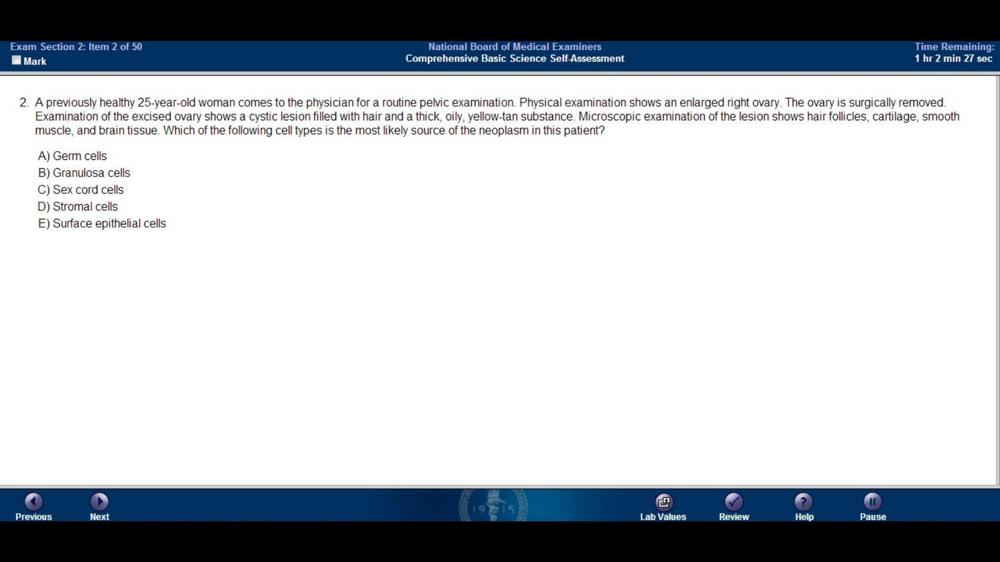 Exam Section 2: Item 2 of 50
Mark
National Board of Medical Examiners
Comprehensive Basic Science Self-Assessment
Time Remaining:
1 hr 2 min 27 sec
2. A previously healthy 25-year-old woman comes to the physician for a routine pelvic examination. Physical examination shows an enlarged right ovary. The ovary is surgically removed.
Examination of the excised ovary shows a cystic lesion filled with hair and a thick, oily, yellow-tan substance. Microscopic examination of the lesion shows hair follicles, cartilage, smooth
muscle, and brain tissue. Which of the following cell types is the most likely source of the neoplasm in this patient?
A) Germ cells
B) Granulosa cells
C) Sex cord cells
D) Stromal cells
E) Surface epithelial cells
Previous
Next
1915
Lab Values
Review
Help
Pause